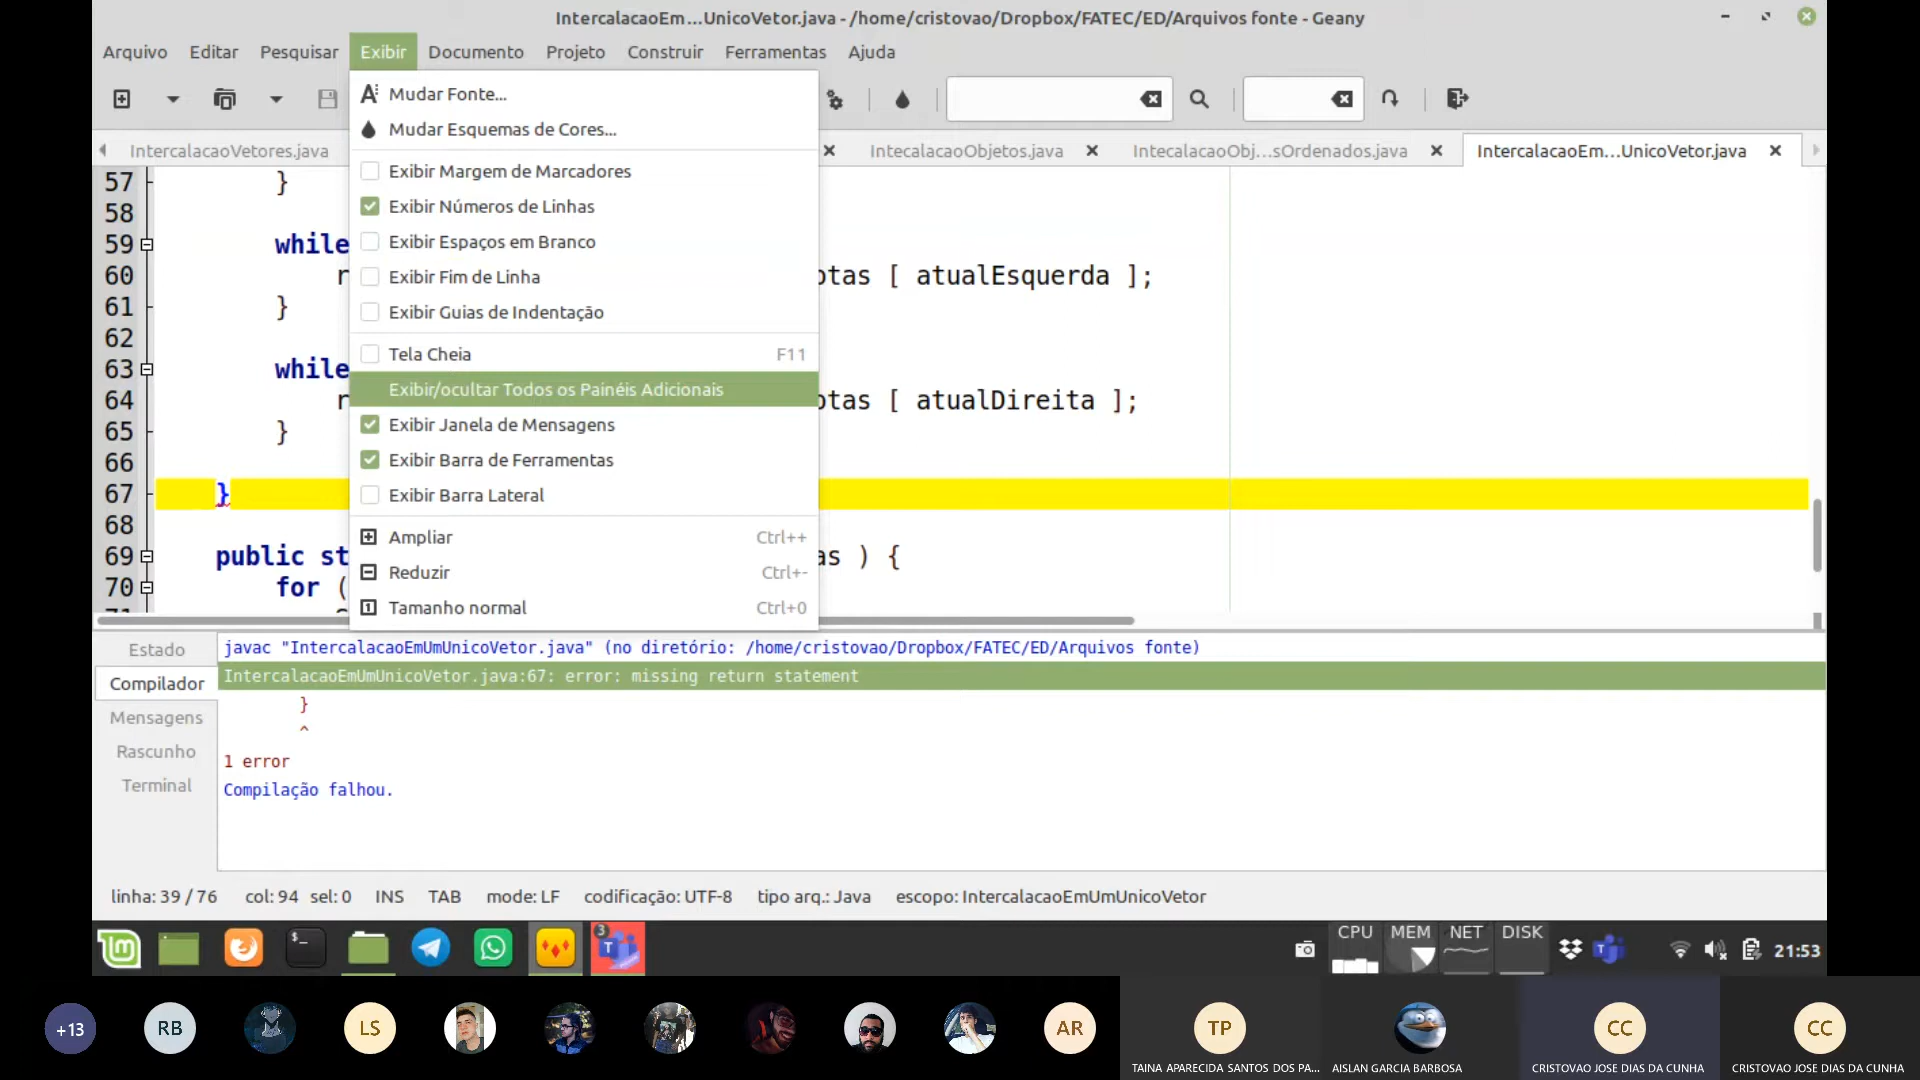 IntercalacaoEm...UnicoVetor.java - /home/cristovao/Dropbox/FATEC/ED/Arquivos fonte - Geany
Arquivo Editar Pesquisar Exibir Documento Projeto Construir Ferramentas Ajuda
IntercalacaoVetores.java IntecalacaoObjetos.java IntecalacaoObj...sOrdenados.java IntercalacaoEm...UnicoVetor.java
Mudar Fonte...
Mudar Esquemas de Cores...
Exibir Margem de Marcadores
Exibir Números de Linhas
Exibir Espaços em Branco
Exibir Fim de Linha
Exibir Guias de Indentação
Tela Cheia F11
Exibir/ocultar Todos os Painéis Adicionais
Exibir Janela de Mensagens
Exibir Barra de Ferramentas
Exibir Barra Lateral
Ampliar Ctrl++
Reduzir Ctrl+-
Tamanho normal Ctrl+0
57 }
58
59 while
60 r otas [ atualEsquerda ];
61 }
62
63 while
64 r otas [ atualDireita ];
65 }
66
67 }
68
69 public st as ) {
70 for (
71
Estado
Compilador
Mensagens
Rascunho
Terminal
javac "IntercalacaoEmUmUnicoVetor.java" (no diretório: /home/cristovao/Dropbox/FATEC/ED/Arquivos fonte)
IntercalacaoEmUmUnicoVetor.java:67: error: missing return statement
}
^
1 error
Compilação falhou.
linha: 39 / 76 col: 94 sel: 0 INS TAB mode: LF codificação: UTF-8 tipo arq.: Java escopo: IntercalacaoEmUmUnicoVetor
3
CPU MEM NET DISK 21:53
+13 RB LS AR TP CC CC
TAINA APARECIDA SANTOS DOS PA... AISLAN GARCIA BARBOSA CRISTOVAO JOSE DIAS DA CUNHA CRISTOVAO JOSE DIAS DA CUNHA